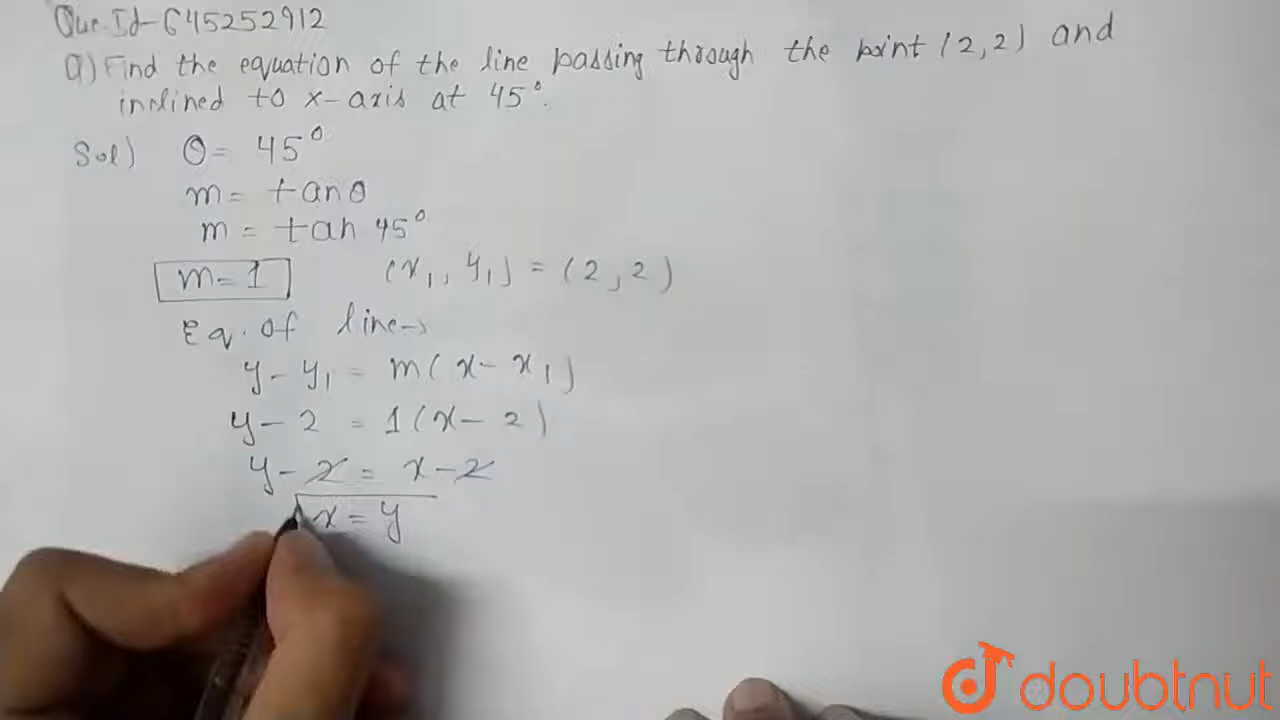 Que.Id-645252912
Q) Find the equation of the line passing through the point (2,2) and
inclined to x-axis at 45°.
Sol) θ= 45°
m= tanθ
m= tan 45°
m=1 (x₁, y₁) = (2, 2)
Eq. of line→
y - y₁ = m(x- x₁)
y- 2 = 1(x- 2)
y- 2 = x-2
x=y
doubtnut